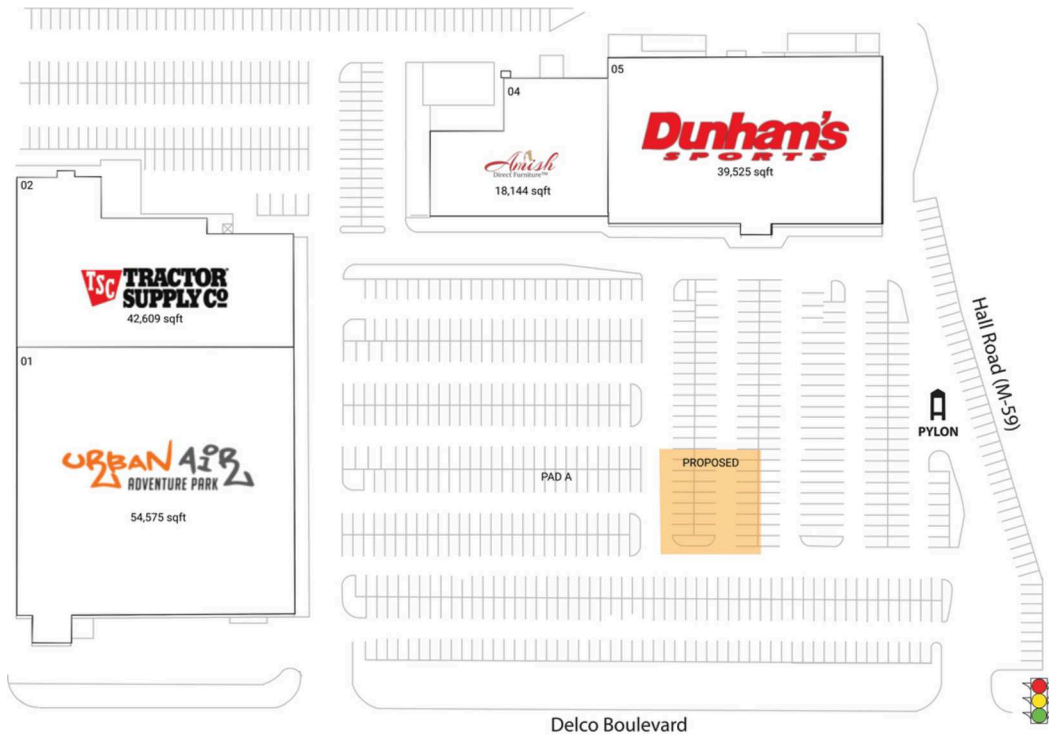 05
04
Dunham's
SPORTS
39,525 sqft
Amish
Direct Furniture™
18,144 sqft
02
TSC TRACTOR
SUPPLY CO
42,609 sqft
01
URBAN AIR
ADVENTURE PARK
54,575 sqft
Hall Road (M-59)
PYLON
PROPOSED
PAD A
Delco Boulevard